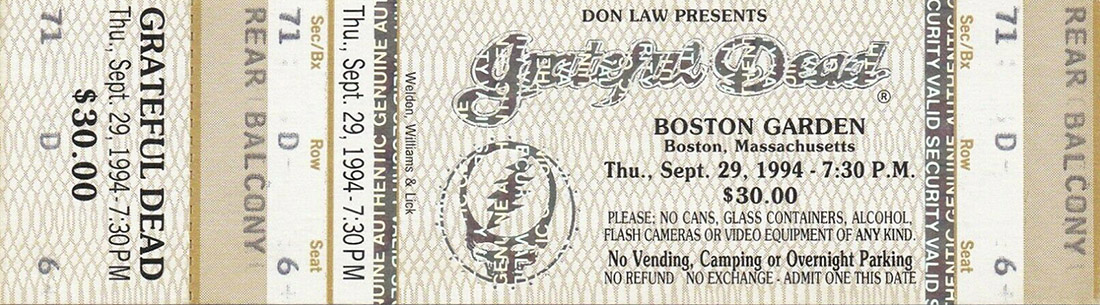 71 D 6
GRATEFUL DEAD
Thu., Sept. 29, 1994 - 7:30PM
$30.00
REAR BALCONY
71 D 6
Sec/Bx Row Seat
Thu., Sept. 29, 1994 - 7:30PM
Weldon, Williams & Lick
DON LAW PRESENTS
Grateful Dead®
BOSTON GARDEN
Boston, Massachusetts
Thu., Sept. 29, 1994 - 7:30 P.M.
$30.00
PLEASE: NO CANS, GLASS CONTAINERS, ALCOHOL,
FLASH CAMERAS OR VIDEO EQUIPMENT OF ANY KIND.
No Vending, Camping or Overnight Parking
NO REFUND NO EXCHANGE - ADMIT ONE THIS DATE
Sec/Bx Row Seat
71 D 6
REAR BALCONY